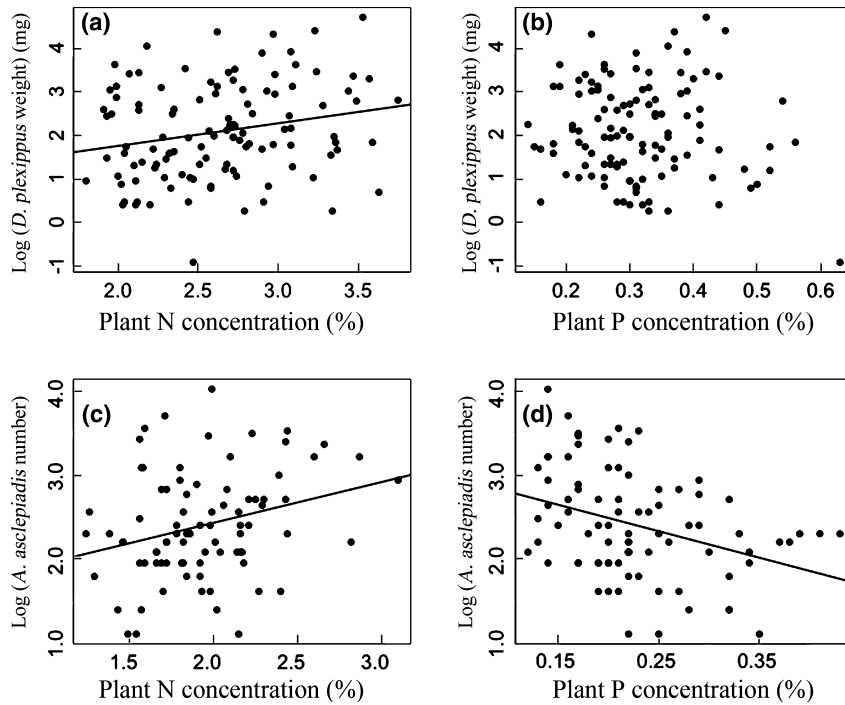 (a)
Log (D. plexippus weight) (mg)
4
3
2
1
0
-1
2.0 2.5 3.0 3.5
Plant N concentration (%)
(b)
Log (D. plexippus weight) (mg)
4
3
2
1
0
-1
0.2 0.3 0.4 0.5 0.6
Plant P concentration (%)
(c)
Log (A. asclepiadis number)
4.0
3.0
2.0
1.0
1.5 2.0 2.5 3.0
Plant N concentration (%)
(d)
Log (A. asclepiadis number)
4.0
3.0
2.0
1.0
0.15 0.25 0.35
Plant P concentration (%)